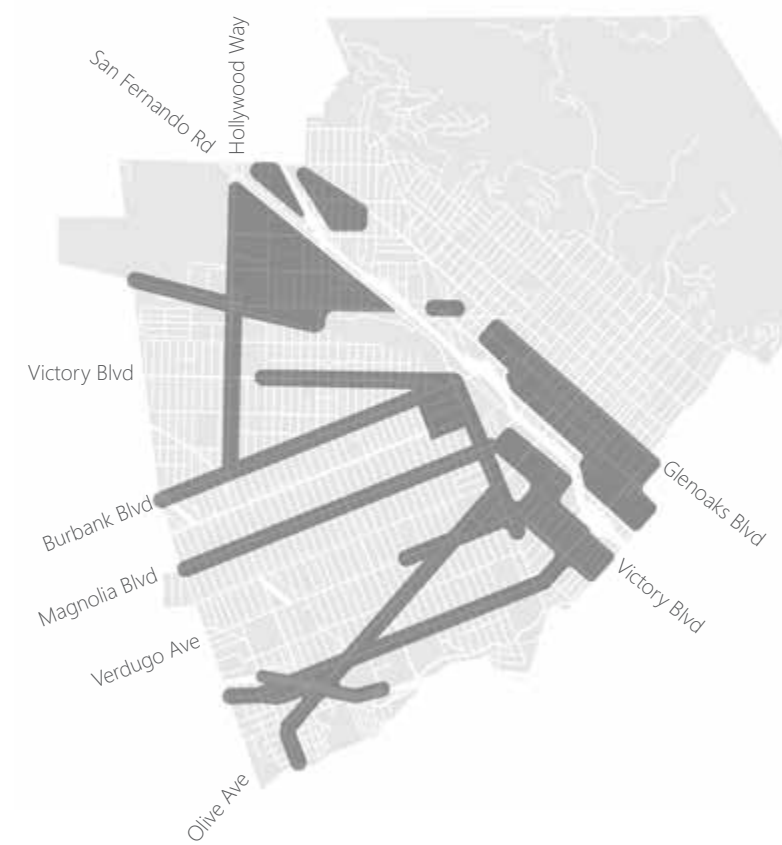 Hollywood Way
San Fernando Rd
Victory Blvd
Burbank Blvd
Glenoaks Blvd
Magnolia Blvd
Victory Blvd
Verdugo Ave
Olive Ave